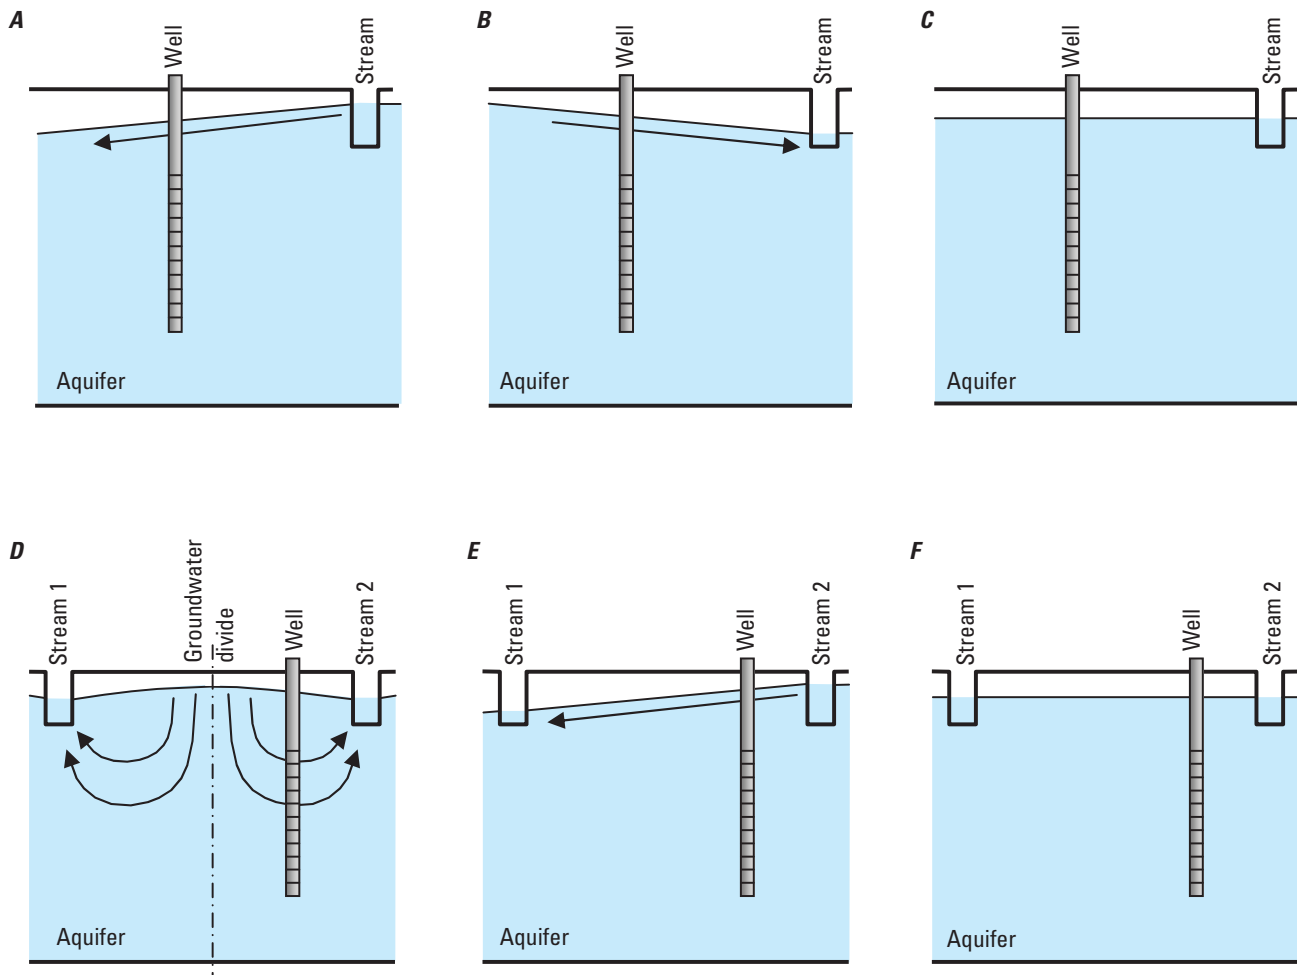 A
Well
Stream
Aquifer
B
Well
Stream
Aquifer
C
Well
Stream
Aquifer
D
Stream 1
Groundwater
divide
Well
Stream 2
Aquifer
E
Stream 1
Well
Stream 2
Aquifer
F
Stream 1
Well
Stream 2
Aquifer